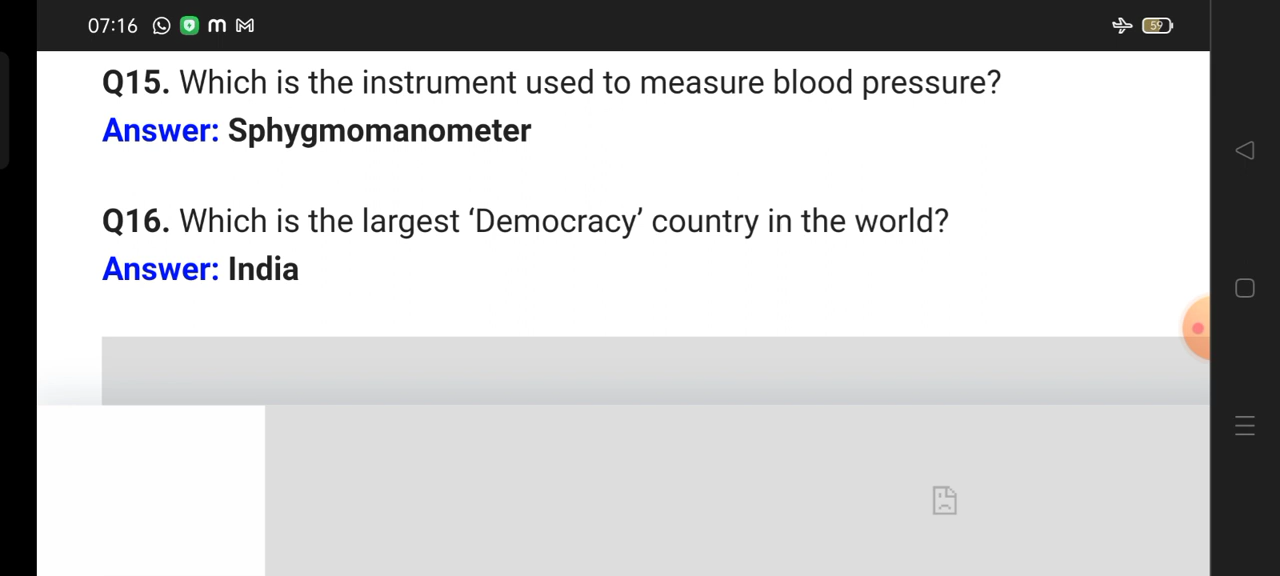 07:16 59
Q15. Which is the instrument used to measure blood pressure?
Answer: Sphygmomanometer
Q16. Which is the largest ‘Democracy’ country in the world?
Answer: India